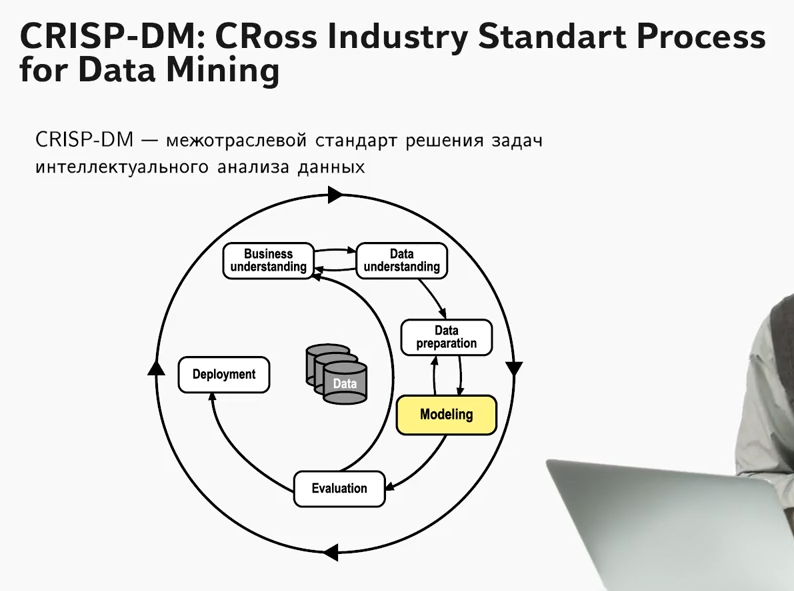 CRISP-DM: CRoss Industry Standart Process
for Data Mining
CRISP-DM — межотраслевой стандарт решения задач
интеллектуального анализа данных
Business
understanding
Data
understanding
Data
preparation
Deployment
Data
Modeling
Evaluation